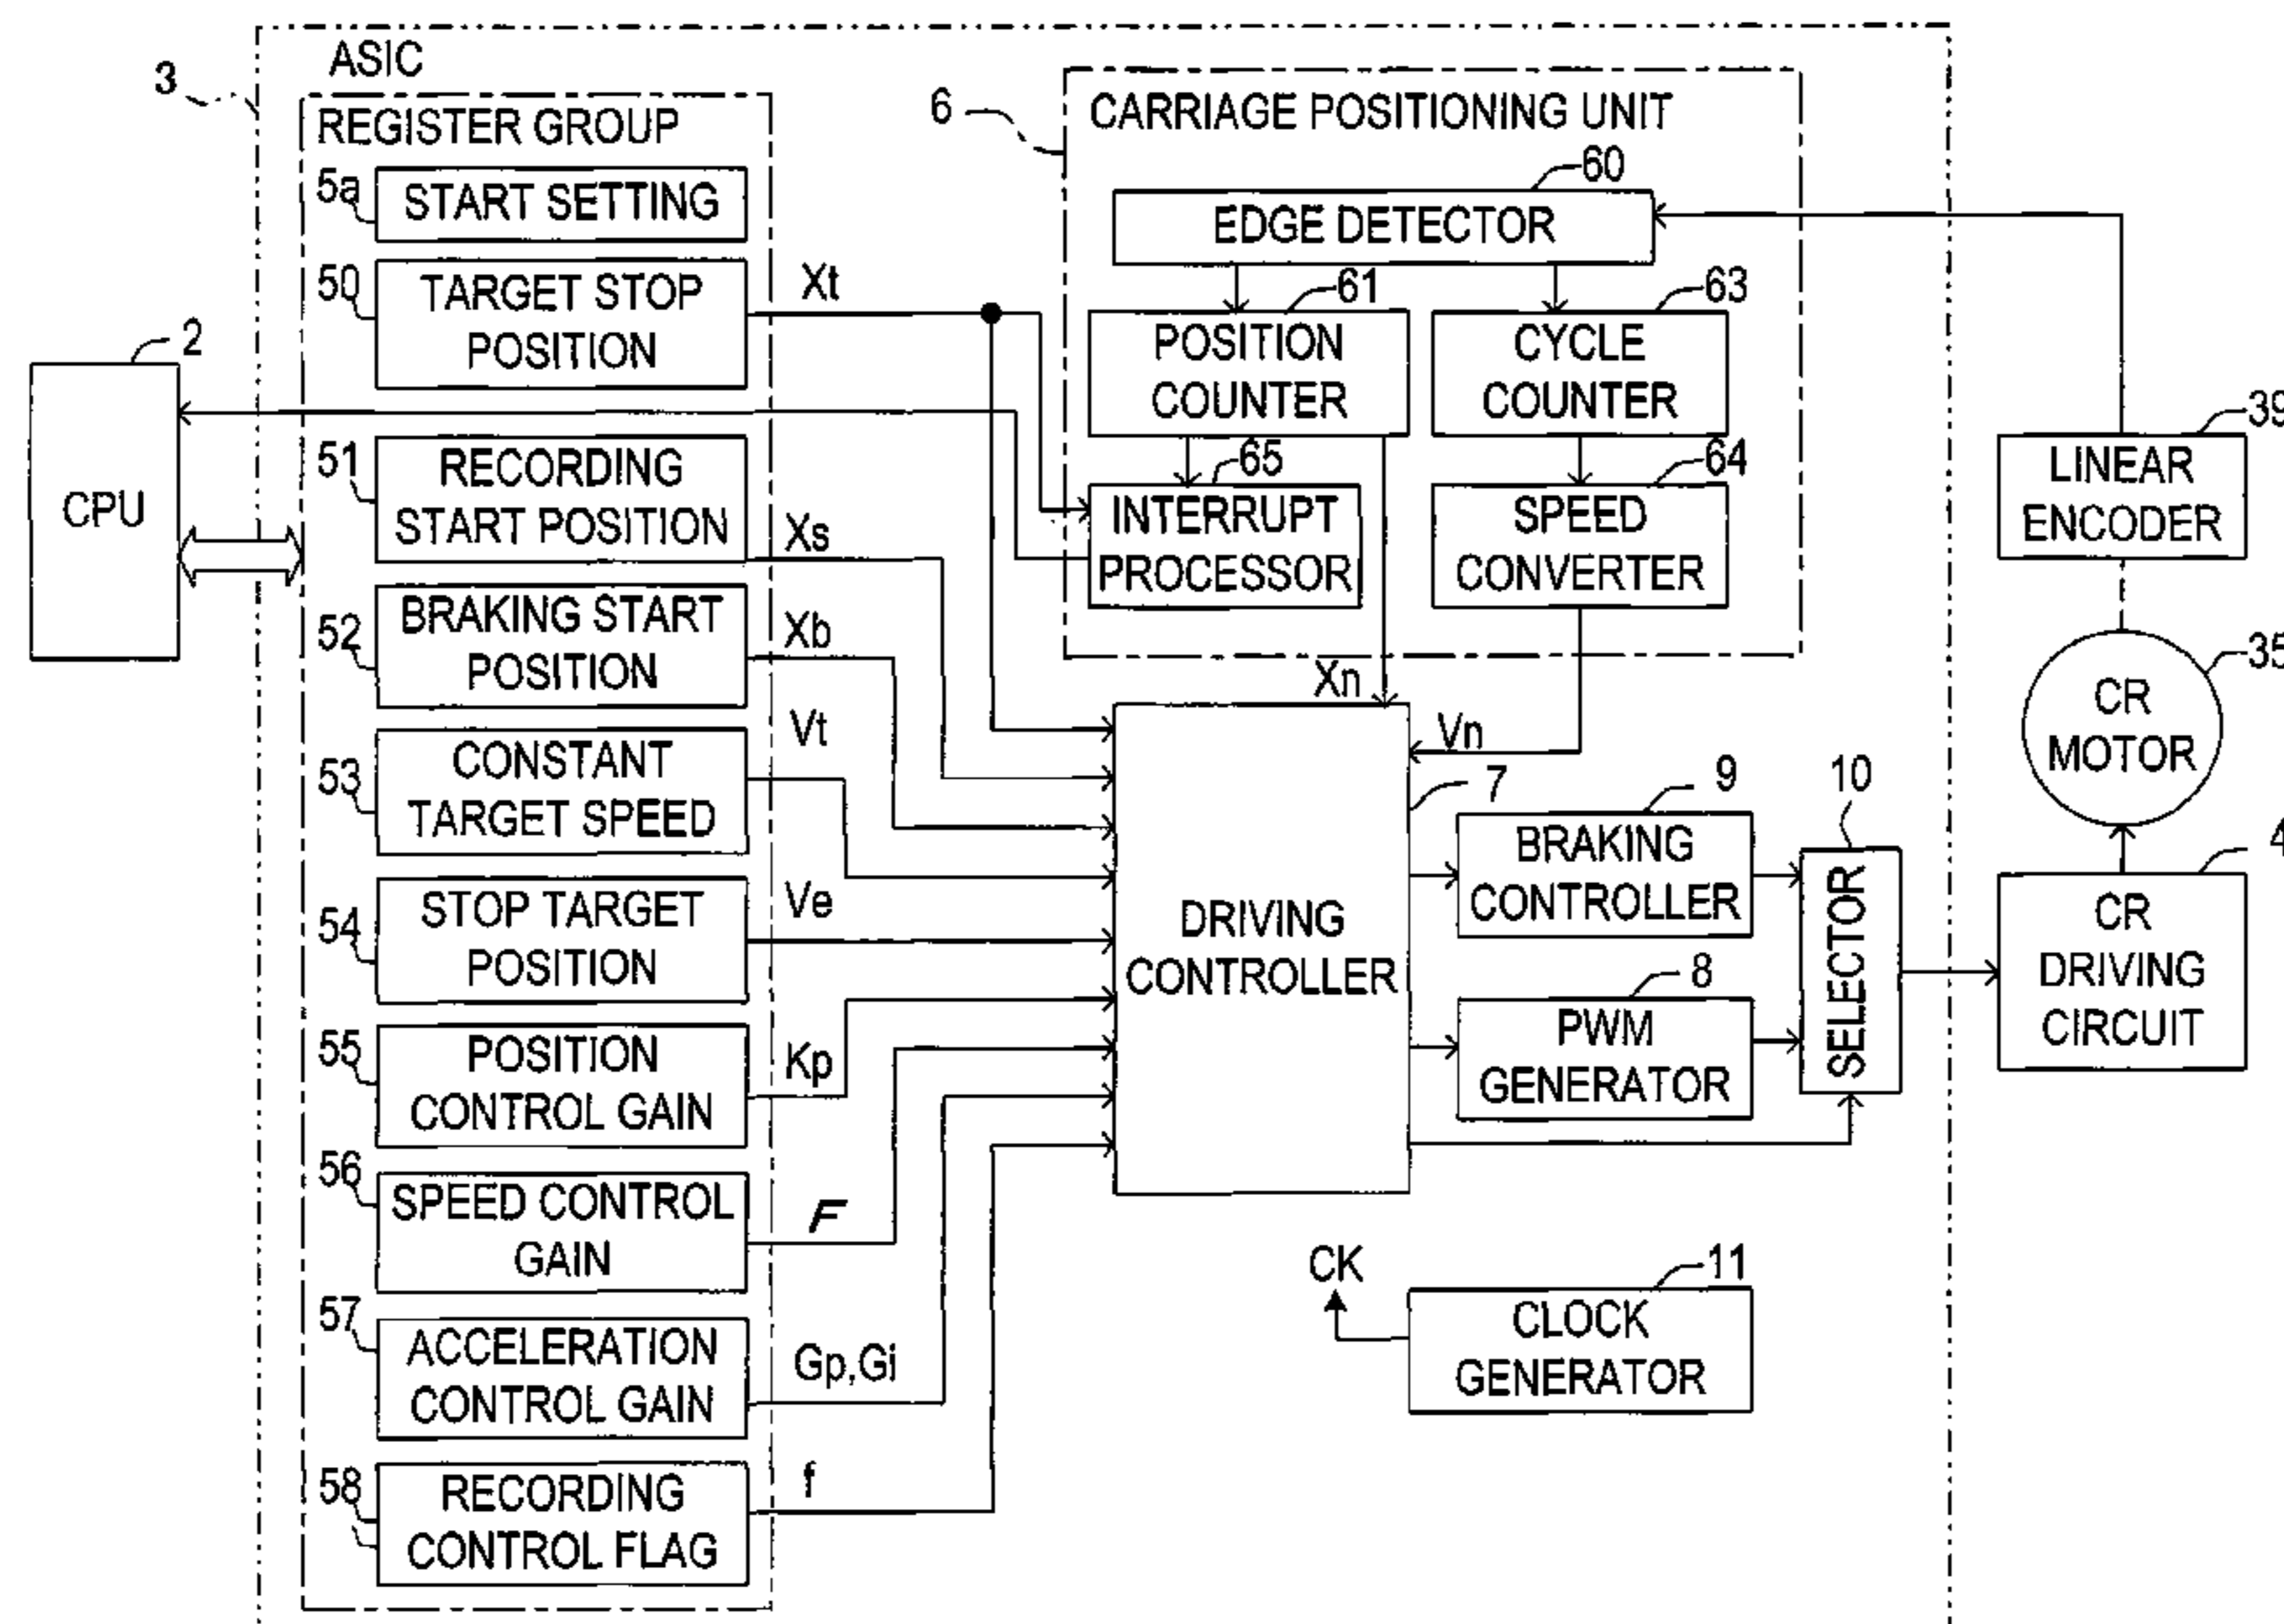 ASIC
3
REGISTER GROUP
5a
START SETTING
50
TARGET STOP
POSITION
Xt
2
CPU
51
RECORDING
START POSITION
Xs
52
BRAKING START
POSITION
Xb
53
CONSTANT
TARGET SPEED
Vt
54
STOP TARGET
POSITION
Ve
55
POSITION
CONTROL GAIN
Kp
56
SPEED CONTROL
GAIN
F
57
ACCELERATION
CONTROL GAIN
Gp,Gi
58
RECORDING
CONTROL FLAG
f
6
CARRIAGE POSITIONING UNIT
60
EDGE DETECTOR
61
POSITION
COUNTER
63
CYCLE
COUNTER
65
INTERRUPT
PROCESSOR
64
SPEED
CONVERTER
Xn
Vn
7
DRIVING
CONTROLLER
9
BRAKING
CONTROLLER
8
PWM
GENERATOR
10
SELECTOR
CK
11
CLOCK
GENERATOR
39
LINEAR
ENCODER
35
CR
MOTOR
4
CR
DRIVING
CIRCUIT